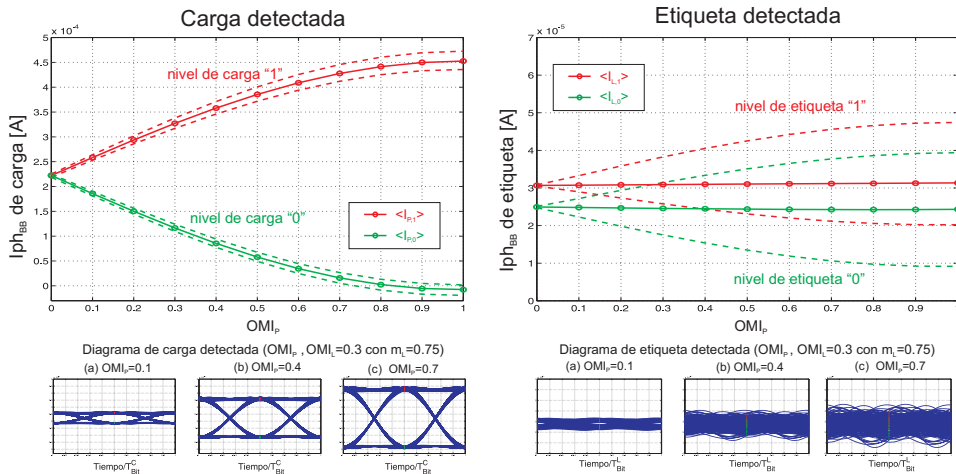 Carga detectada
x 10⁻⁴
5
4.5
4
3.5
3
2.5
2
1.5
1
0.5
0
Iph_BB de carga [A]
nivel de carga “1”
nivel de carga “0”
<I_P,1>
<I_P,0>
0 0.1 0.2 0.3 0.4 0.5 0.6 0.7 0.8 0.9 1
OMI_P
Etiqueta detectada
x 10⁻⁵
7
6
5
4
3
2
1
0
Iph_BB de etiqueta [A]
<I_L,1>
<I_L,0>
nivel de etiqueta “1”
nivel de etiqueta “0”
0 0.1 0.2 0.3 0.4 0.5 0.6 0.7 0.8 0.9 1
OMI_P
Diagrama de carga detectada (OMI_P , OMI_L=0.3 con m_L=0.75)
(a) OMI_P=0.1
(b) OMI_P=0.4
(c) OMI_P=0.7
Tiempo/T^C_Bit
Tiempo/T^C_Bit
Tiempo/T^C_Bit
Diagrama de etiqueta detectada (OMI_P , OMI_L=0.3 con m_L=0.75)
(a) OMI_P=0.1
(b) OMI_P=0.4
(c) OMI_P=0.7
Tiempo/T^L_Bit
Tiempo/T^L_Bit
Tiempo/T^L_Bit